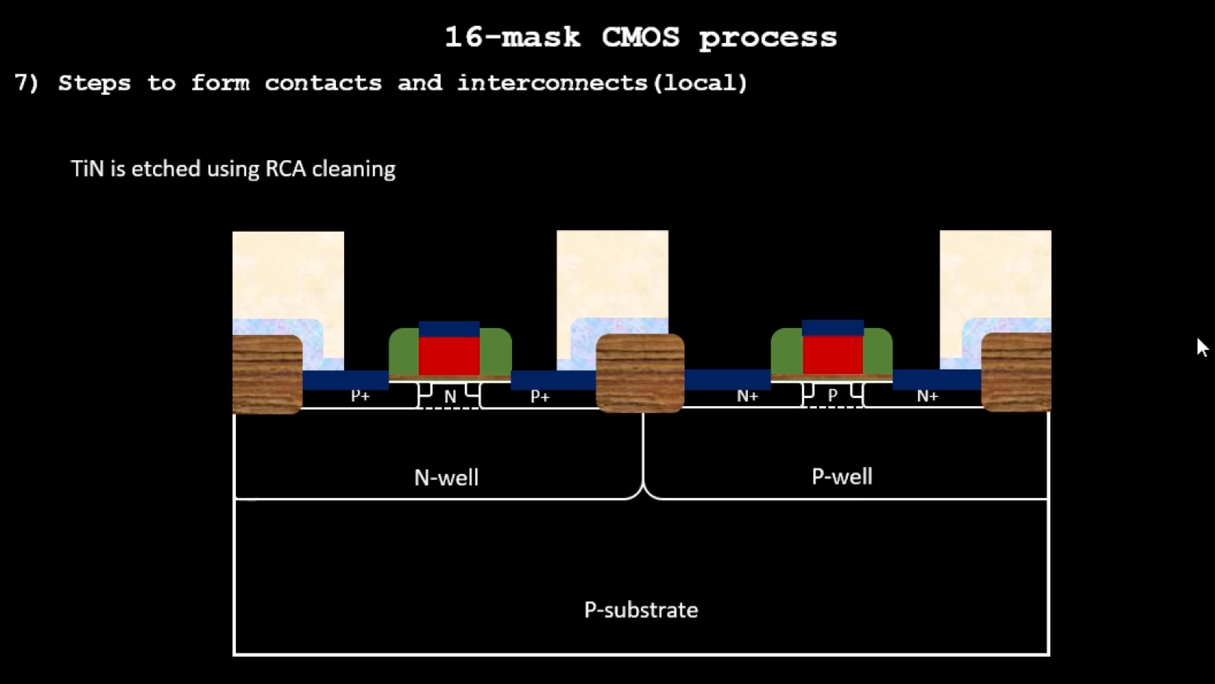 16-mask CMOS process
7) Steps to form contacts and interconnects(local)
TiN is etched using RCA cleaning
P+ N P+ N+ P N+
N-well P-well
P-substrate